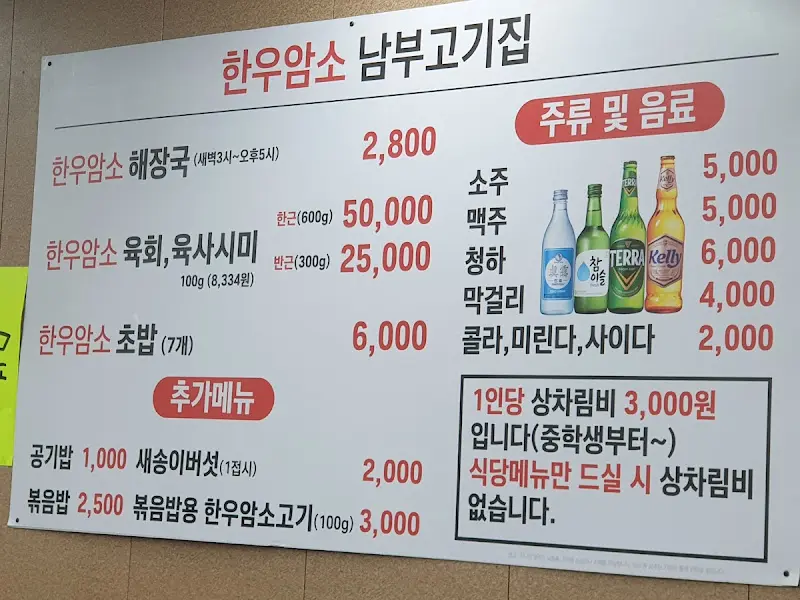 한우암소 남부고기집
한우암소 해장국 (새벽3시~오후5시) 2,800
한우암소 육회,육사시미 한근(600g) 50,000
반근(300g) 25,000
100g (8,334원)
한우암소 초밥 (7개) 6,000
추가메뉴
공기밥 1,000 새송이버섯(1접시) 2,000
볶음밥 2,500 볶음밥용 한우암소고기(100g) 3,000
주류 및 음료
소주 5,000
맥주 5,000
청하 6,000
막걸리 4,000
콜라,미린다,사이다 2,000
참이슬
TERRA
TERRA
Kelly
Kelly
1인당 상차림비 3,000원
입니다(중학생부터~)
식당메뉴만 드실 시 상차림비
없습니다.